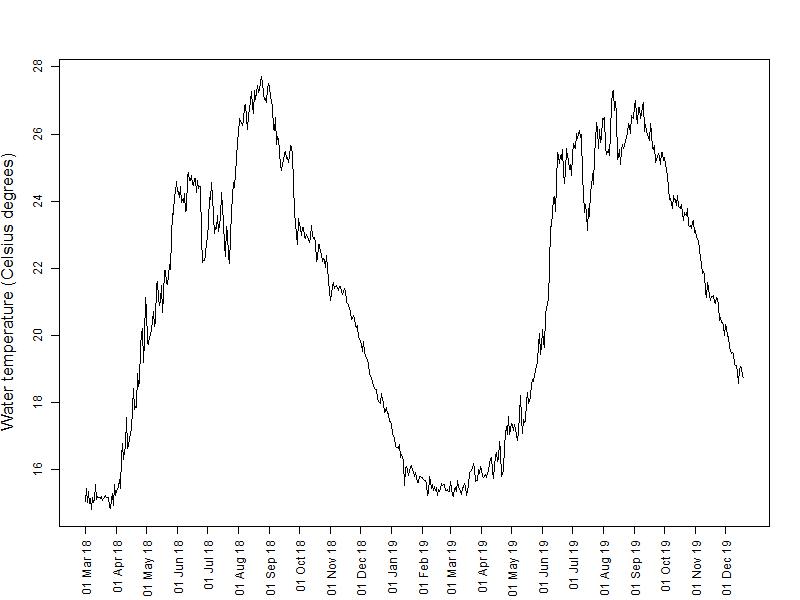 Water temperature (Celsius degrees)
28
26
24
22
20
18
16
01 Mar 18
01 Apr 18
01 May 18
01 Jun 18
01 Jul 18
01 Aug 18
01 Sep 18
01 Oct 18
01 Nov 18
01 Dec 18
01 Jan 19
01 Feb 19
01 Mar 19
01 Apr 19
01 May 19
01 Jun 19
01 Jul 19
01 Aug 19
01 Sep 19
01 Oct 19
01 Nov 19
01 Dec 19